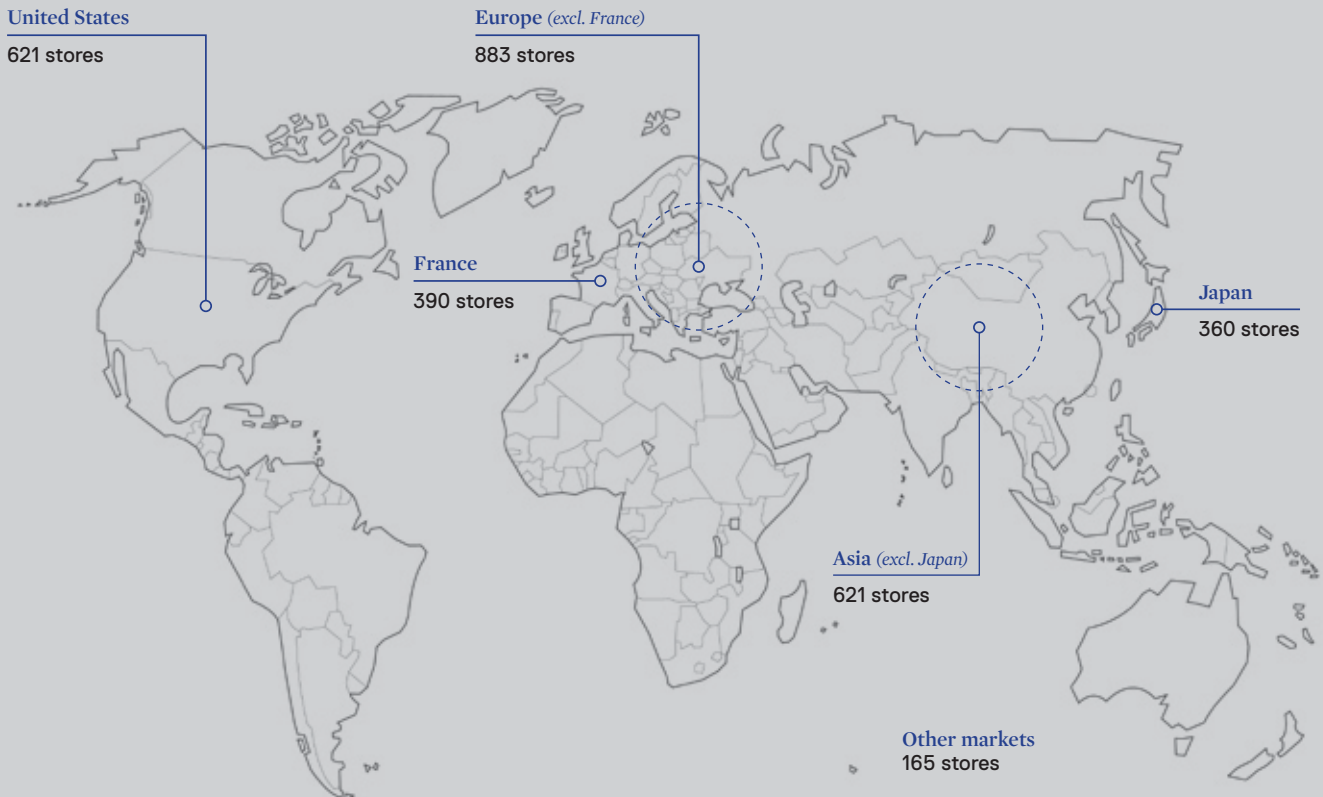 United States
621 stores
Europe (excl. France)
883 stores
France
390 stores
Japan
360 stores
Asia (excl. Japan)
621 stores
Other markets
165 stores